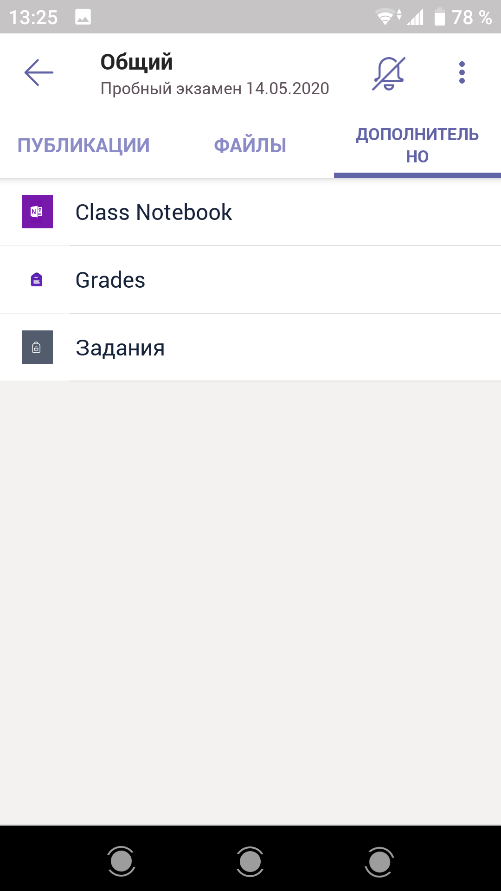 13:25 78 %
Общий
Пробный экзамен 14.05.2020
ПУБЛИКАЦИИ ФАЙЛЫ ДОПОЛНИТЕЛЬ
НО
Class Notebook
Grades
Задания